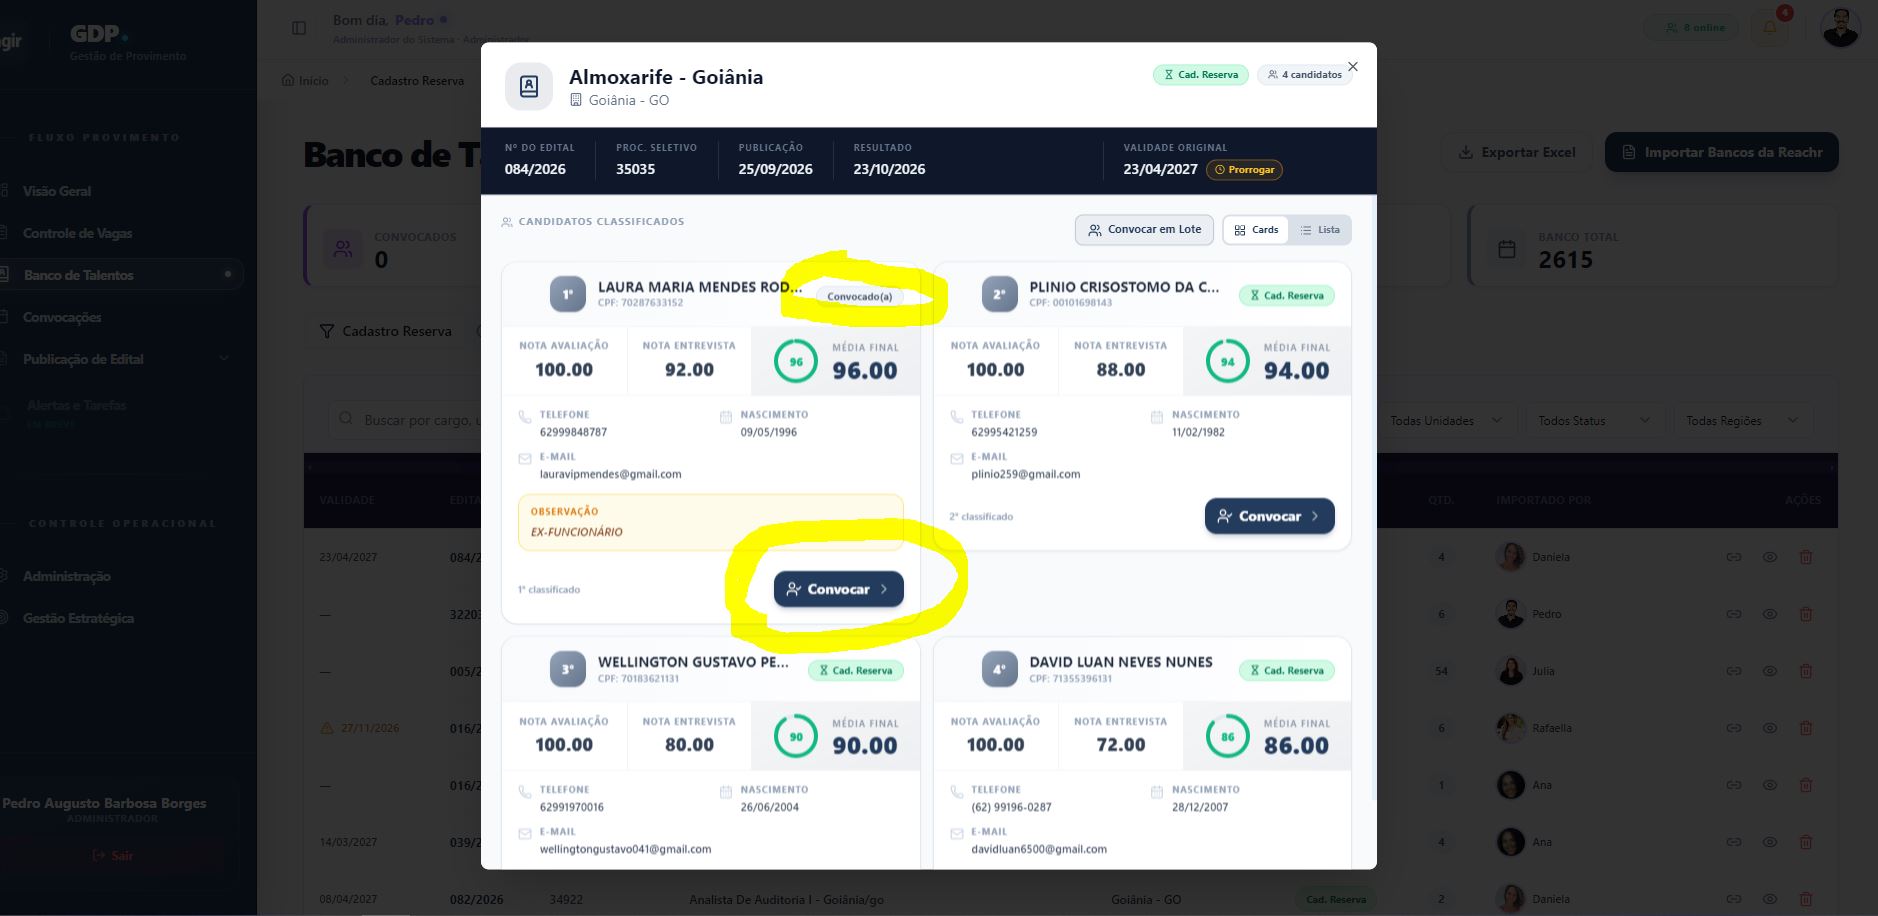 gir
GDP.
Gestão de Provimento
FLUXO PROVIMENTO
Visão Geral
Controle de Vagas
Banco de Talentos
Convocações
Publicação de Edital
Alertas e Tarefas
EM BREVE
CONTROLE OPERACIONAL
Administração
Gestão Estratégica
Pedro Augusto Barbosa Borges
ADMINISTRADOR
Sair
Bom dia, Pedro
Administrador do Sistema · Administrador
8 online
4
Início
Cadastro Reserva
Banco de T
Exportar Excel
Importar Bancos da Reachr
CONVOCADOS
0
BANCO TOTAL
2615
Cadastro Reserva
Buscar por cargo, u
Todas Unidades
Todos Status
Todas Regiões
VALIDADE
EDITA
QTD.
IMPORTADO POR
AÇÕES
23/04/2027
084/2
4
Daniela
—
32203
6
Pedro
—
005/2
54
Julia
27/11/2026
016/2
6
Rafaella
—
016/2
1
Ana
14/03/2027
039/2
4
Ana
08/04/2027
082/2026
34922
Analista De Auditoria I - Goiânia/go
Goiânia - GO
Cad. Reserva
2
Daniela
Almoxarife - Goiânia
Goiânia - GO
Cad. Reserva
4 candidatos
Nº DO EDITAL
084/2026
PROC. SELETIVO
35035
PUBLICAÇÃO
25/09/2026
RESULTADO
23/10/2026
VALIDADE ORIGINAL
23/04/2027
Prorrogar
CANDIDATOS CLASSIFICADOS
Convocar em Lote
Cards
Lista
1º
LAURA MARIA MENDES ROD...
CPF: 70287633152
Convocado(a)
NOTA AVALIAÇÃO
100.00
NOTA ENTREVISTA
92.00
96
MÉDIA FINAL
96.00
TELEFONE
62999848787
NASCIMENTO
09/05/1996
E-MAIL
lauravipmendes@gmail.com
OBSERVAÇÃO
EX-FUNCIONÁRIO
1º classificado
Convocar
2º
PLINIO CRISOSTOMO DA C...
CPF: 00101698143
Cad. Reserva
NOTA AVALIAÇÃO
100.00
NOTA ENTREVISTA
88.00
94
MÉDIA FINAL
94.00
TELEFONE
62995421259
NASCIMENTO
11/02/1982
E-MAIL
plinio259@gmail.com
2º classificado
Convocar
3º
WELLINGTON GUSTAVO PE...
CPF: 70183621131
Cad. Reserva
NOTA AVALIAÇÃO
100.00
NOTA ENTREVISTA
80.00
90
MÉDIA FINAL
90.00
TELEFONE
62991970016
NASCIMENTO
26/06/2004
E-MAIL
wellingtongustavo041@gmail.com
4º
DAVID LUAN NEVES NUNES
CPF: 71355396131
Cad. Reserva
NOTA AVALIAÇÃO
100.00
NOTA ENTREVISTA
72.00
86
MÉDIA FINAL
86.00
TELEFONE
(62) 99196-0287
NASCIMENTO
28/12/2007
E-MAIL
davidluan6500@gmail.com